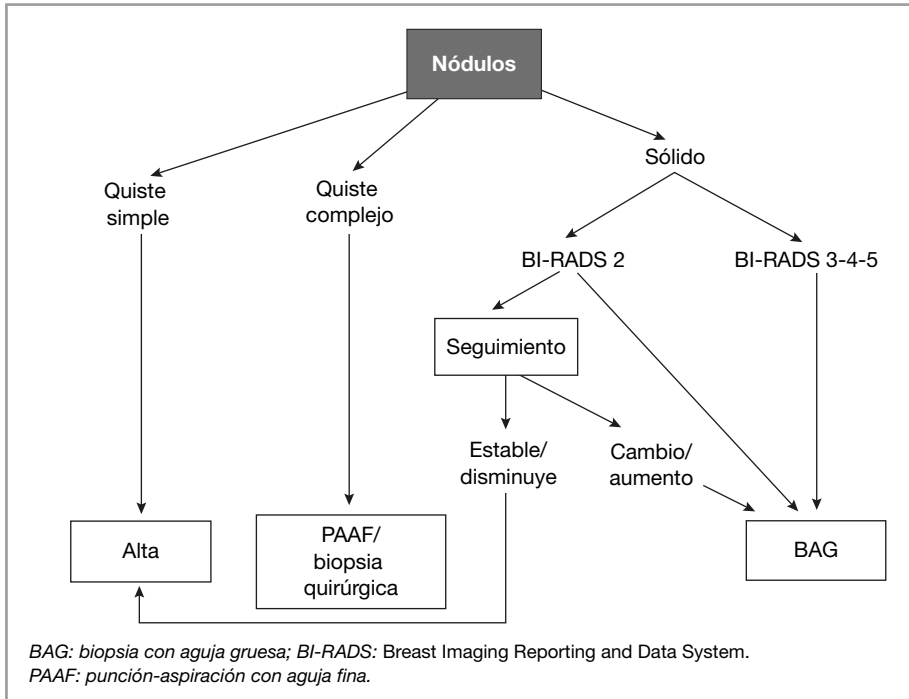 Nódulos
Sólido
Quiste
simple
Quiste
complejo
BI-RADS 2
BI-RADS 3-4-5
Seguimiento
Estable/
disminuye
Cambio/
aumento
Alta
PAAF/
biopsia
quirúrgica
BAG
BAG: biopsia con aguja gruesa; BI-RADS: Breast Imaging Reporting and Data System.
PAAF: punción-aspiración con aguja fina.